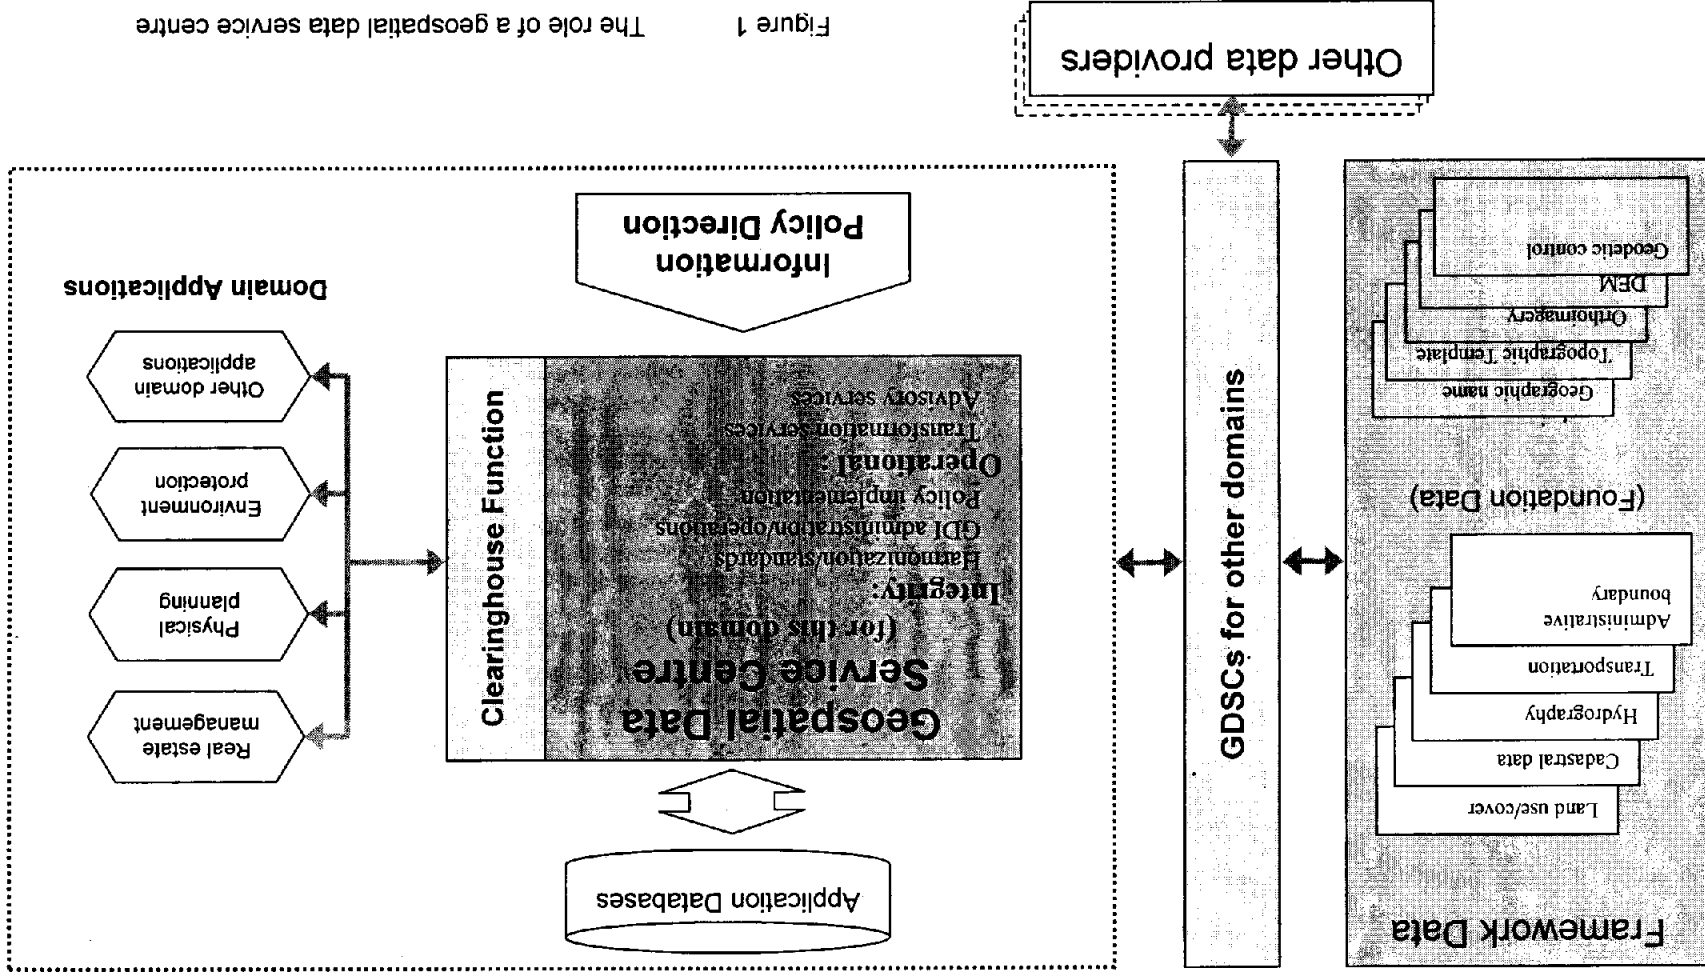 Framework Data
Land use/cover
Cadastral data
Hydrography
Transportation
Administrative
boundary
(Foundation Data)
Geographic name
Topographic Template
Orthoimagery
DEM
Geodetic control
GDSCs for other domains
Other data providers
Application Databases
Geospatial Data
Service Centre
(for this domain)
Integrity:
Harmonization/standards
GDI administration/operations
Policy implementation
Operational :
Transformation services
Advisory services
Clearinghouse Function
Information
Policy Direction
Real estate
management
Physical
planning
Environment
protection
Other domain
applications
Domain Applications
Figure 1 The role of a geospatial data service centre